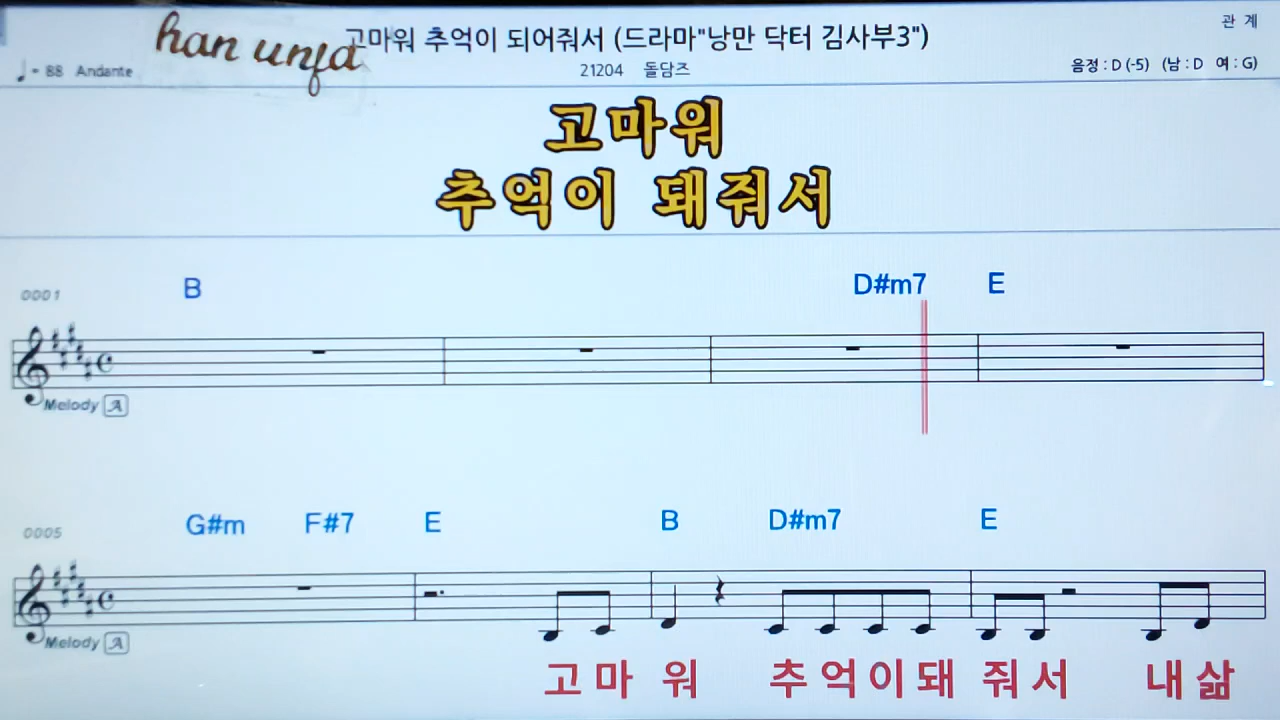 관 계
han unja
고마워 추억이 되어줘서 (드라마"낭만 닥터 김사부3")
♩= 88 Andante
21204 돌담즈
음정 : D (-5) (남 : D 여 : G)
고마워
추억이 돼줘서
0001 B D#m7 E
Melody A
0005 G#m F#7 E B D#m7 E
Melody A
고 마 워 추 억 이 돼 줘 서 내 삶